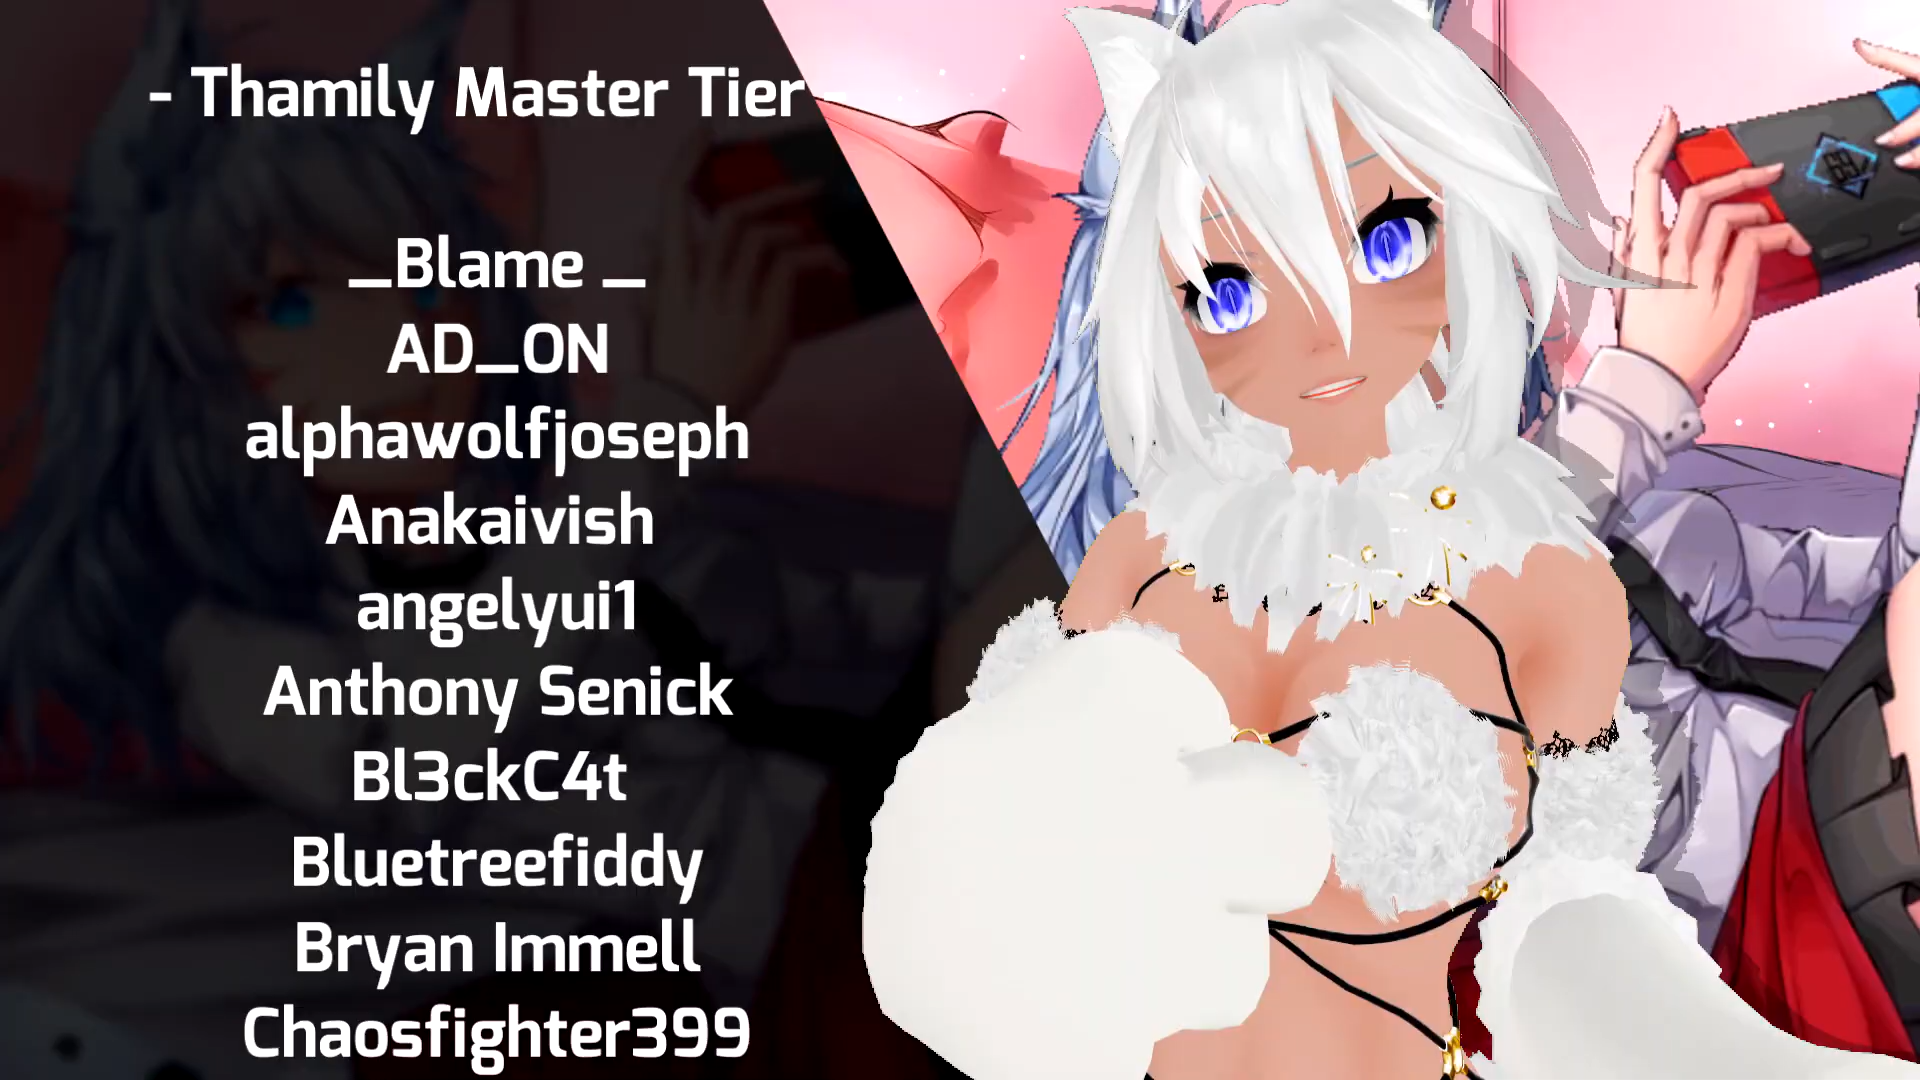 - Thamily Master Tier -
_Blame _
AD_ON
alphawolfjoseph
Anakaivish
angelyui1
Anthony Senick
Bl3ckC4t
Bluetreefiddy
Bryan Immell
Chaosfighter399